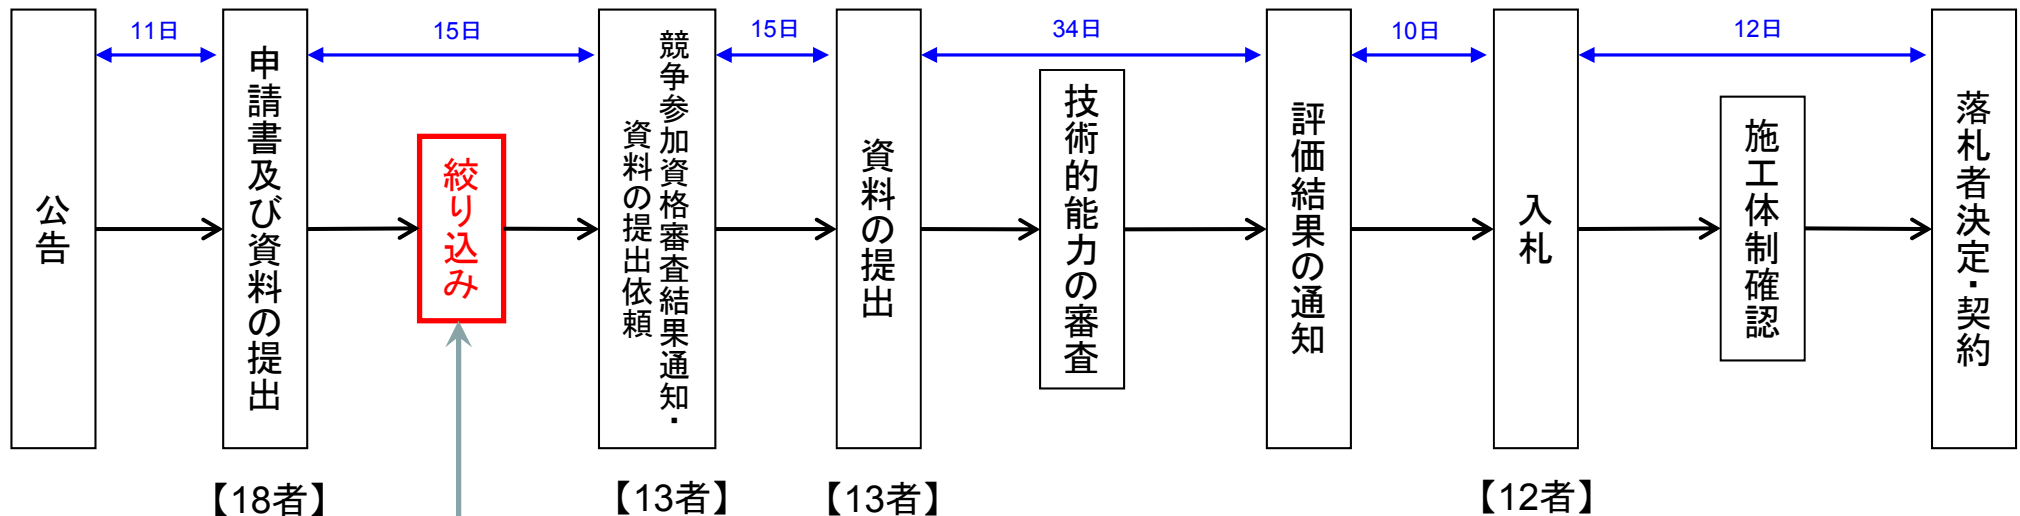 11日
15日
15日
34日
10日
12日
公告
申請書及び資料の提出
絞り込み
競争参加資格審査結果通知・
資料の提出依頼
資料の提出
技術的能力の審査
評価結果の通知
入札
施工体制確認
落札者決定・契約
【18者】
【13者】
【13者】
【12者】